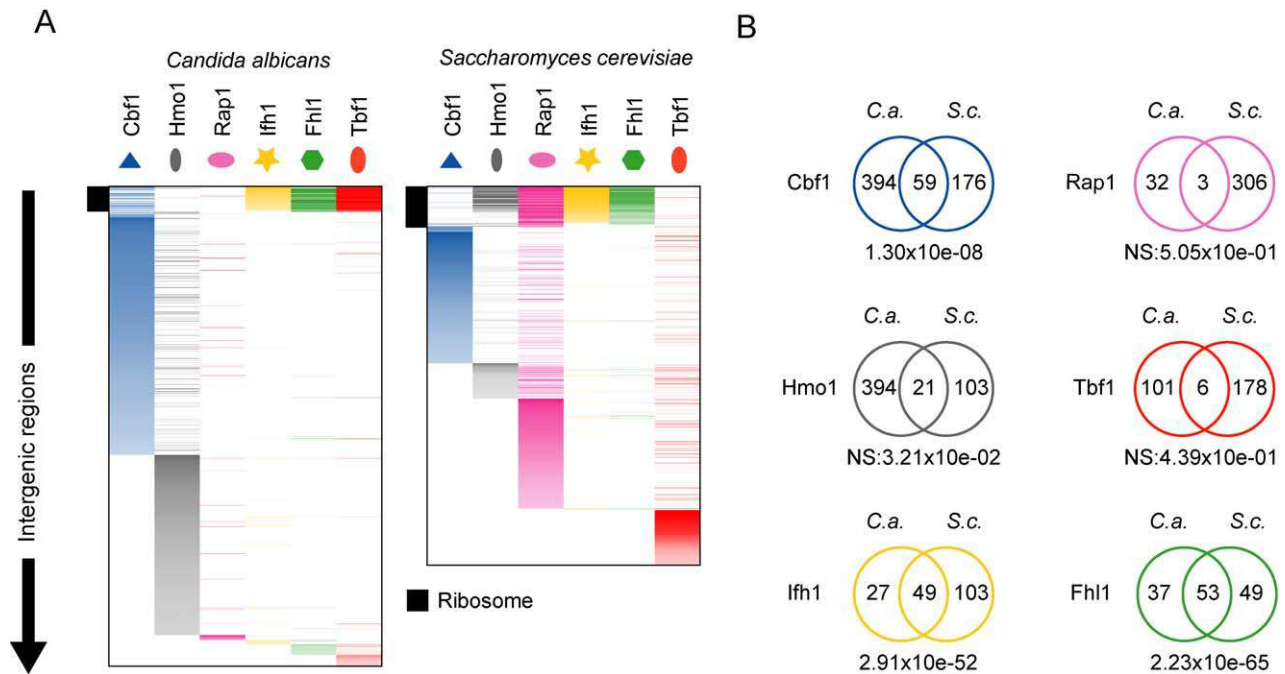 A
Candida albicans
Saccharomyces cerevisiae
Cbf1 Hmo1 Rap1 Ifh1 Fhl1 Tbf1
Cbf1 Hmo1 Rap1 Ifh1 Fhl1 Tbf1
Intergenic regions
Ribosome
B
C.a. S.c.
Cbf1 394 59 176
1.30x10e-08
C.a. S.c.
Rap1 32 3 306
NS:5.05x10e-01
C.a. S.c.
Hmo1 394 21 103
NS:3.21x10e-02
C.a. S.c.
Tbf1 101 6 178
NS:4.39x10e-01
C.a. S.c.
Ifh1 27 49 103
2.91x10e-52
C.a. S.c.
Fhl1 37 53 49
2.23x10e-65